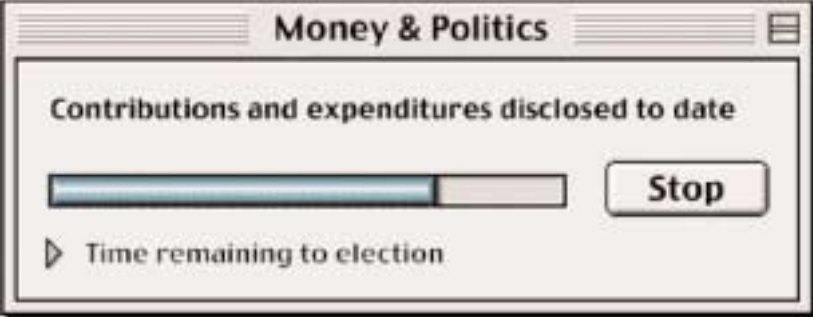 Money & Politics
Contributions and expenditures disclosed to date
Stop
Time remaining to election